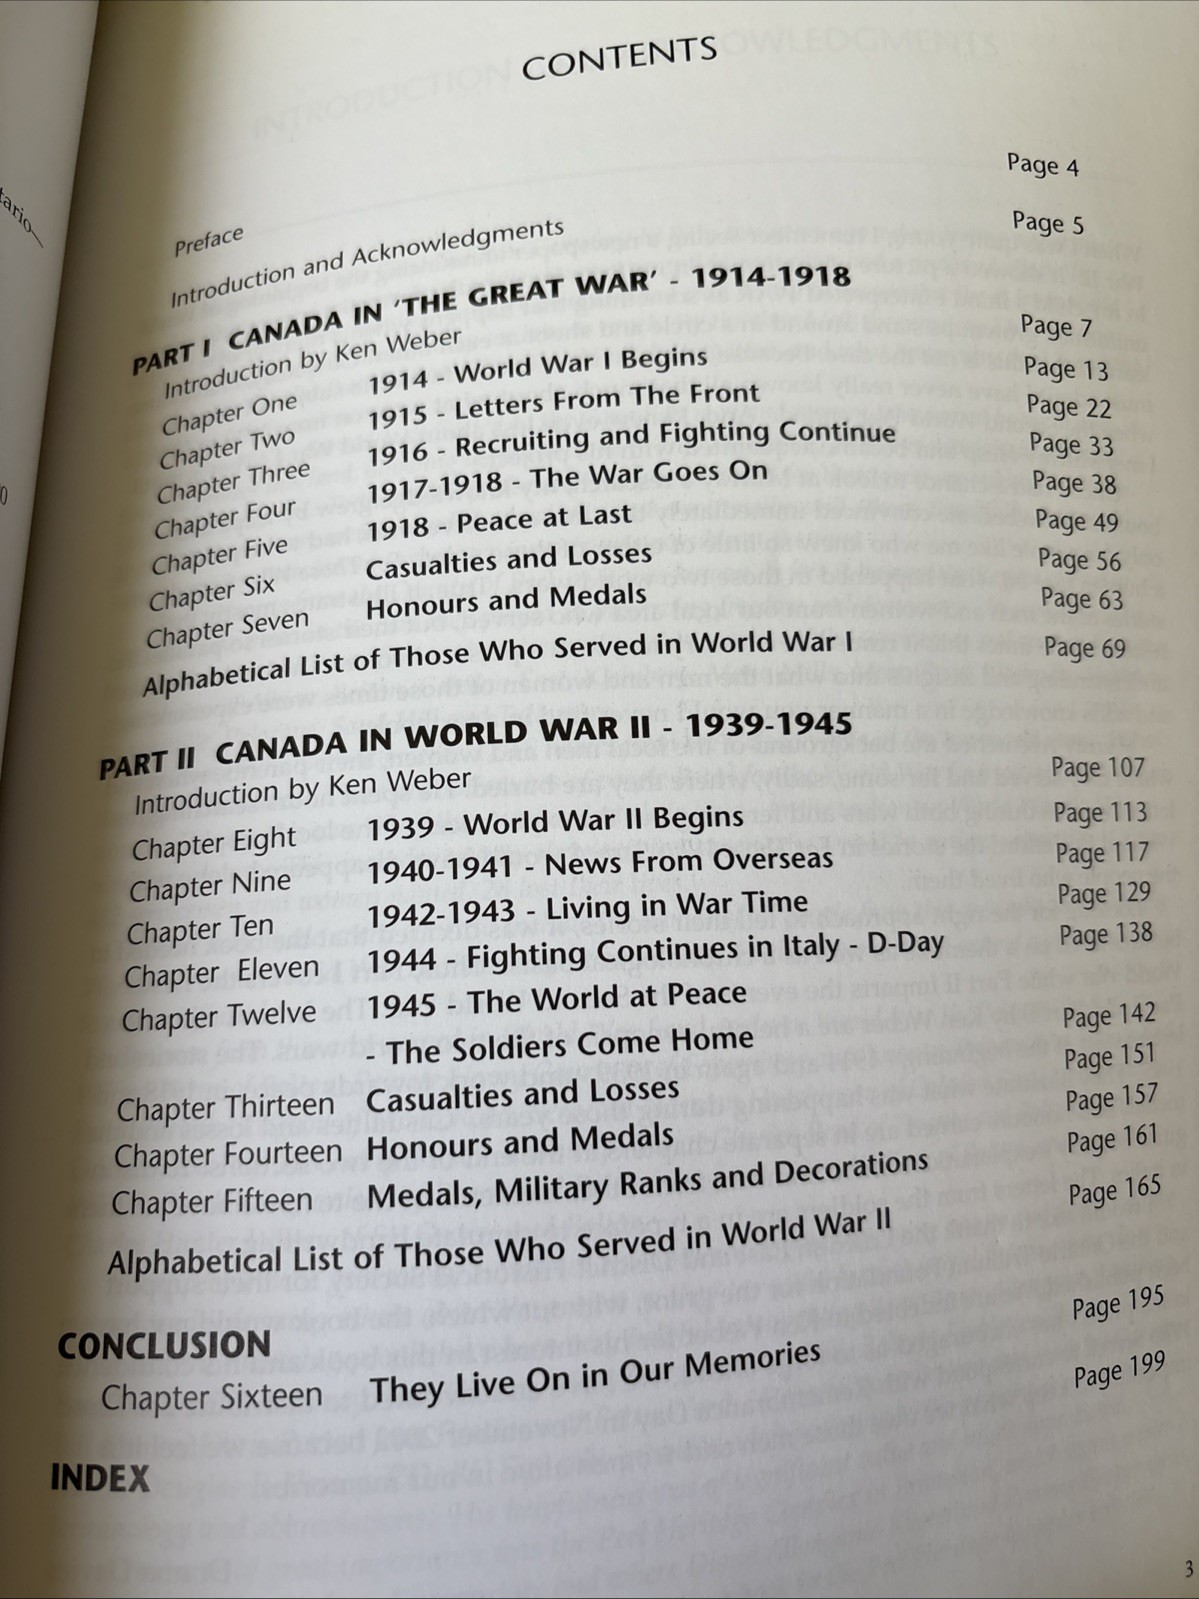 tario—
0
CONTENTS
Preface Page 4
Introduction and Acknowledgments Page 5
PART I CANADA IN 'THE GREAT WAR' - 1914-1918
Introduction by Ken Weber Page 7
Chapter One 1914 - World War I Begins Page 13
Chapter Two 1915 - Letters From The Front Page 22
Chapter Three 1916 - Recruiting and Fighting Continue Page 33
Chapter Four 1917-1918 - The War Goes On Page 38
Chapter Five 1918 - Peace at Last Page 49
Chapter Six Casualties and Losses Page 56
Chapter Seven Honours and Medals Page 63
Alphabetical List of Those Who Served in World War I Page 69
PART II CANADA IN WORLD WAR II - 1939-1945
Introduction by Ken Weber Page 107
Chapter Eight 1939 - World War II Begins Page 113
Chapter Nine 1940-1941 - News From Overseas Page 117
Chapter Ten 1942-1943 - Living in War Time Page 129
Chapter Eleven 1944 - Fighting Continues in Italy - D-Day Page 138
Chapter Twelve 1945 - The World at Peace
- The Soldiers Come Home Page 142
Chapter Thirteen Casualties and Losses Page 151
Chapter Fourteen Honours and Medals Page 157
Chapter Fifteen Medals, Military Ranks and Decorations Page 161
Alphabetical List of Those Who Served in World War II Page 165
CONCLUSION
Chapter Sixteen They Live On in Our Memories Page 195
INDEX Page 199
3